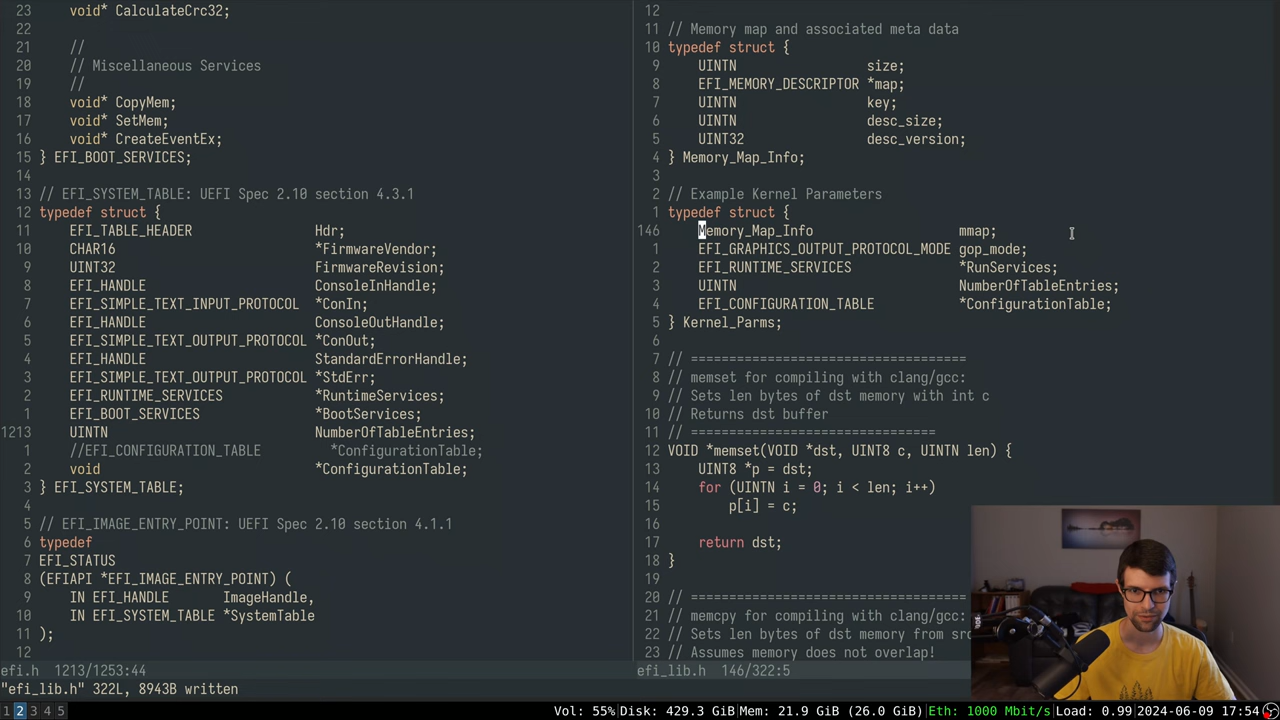 23     void* CalculateCrc32;
22
21     //
20     // Miscellaneous Services
19     //
18     void* CopyMem;
17     void* SetMem;
16     void* CreateEventEx;
15 } EFI_BOOT_SERVICES;
14
13 // EFI_SYSTEM_TABLE: UEFI Spec 2.10 section 4.3.1
12 typedef struct {
11     EFI_TABLE_HEADER                Hdr;
10     CHAR16                          *FirmwareVendor;
9     UINT32                          FirmwareRevision;
8     EFI_HANDLE                      ConsoleInHandle;
7     EFI_SIMPLE_TEXT_INPUT_PROTOCOL  *ConIn;
6     EFI_HANDLE                      ConsoleOutHandle;
5     EFI_SIMPLE_TEXT_OUTPUT_PROTOCOL *ConOut;
4     EFI_HANDLE                      StandardErrorHandle;
3     EFI_SIMPLE_TEXT_OUTPUT_PROTOCOL *StdErr;
2     EFI_RUNTIME_SERVICES            *RuntimeServices;
1     EFI_BOOT_SERVICES               *BootServices;
1213     UINTN                           NumberOfTableEntries;
1     //EFI_CONFIGURATION_TABLE         *ConfigurationTable;
2     void                            *ConfigurationTable;
3 } EFI_SYSTEM_TABLE;
4
5 // EFI_IMAGE_ENTRY_POINT: UEFI Spec 2.10 section 4.1.1
6 typedef
7 EFI_STATUS
8 (EFIAPI *EFI_IMAGE_ENTRY_POINT) (
9     IN EFI_HANDLE       ImageHandle,
10     IN EFI_SYSTEM_TABLE *SystemTable
11 );
12
efi.h  1213/1253:44
12
11 // Memory map and associated meta data
10 typedef struct {
9     UINTN                 size;
8     EFI_MEMORY_DESCRIPTOR *map;
7     UINTN                 key;
6     UINTN                 desc_size;
5     UINT32                desc_version;
4 } Memory_Map_Info;
3
2 // Example Kernel Parameters
1 typedef struct {
146     Memory_Map_Info                   mmap;
1     EFI_GRAPHICS_OUTPUT_PROTOCOL_MODE gop_mode;
2     EFI_RUNTIME_SERVICES              *RunServices;
3     UINTN                             NumberOfTableEntries;
4     EFI_CONFIGURATION_TABLE           *ConfigurationTable;
5 } Kernel_Parms;
6
7 // ====================================
8 // memset for compiling with clang/gcc:
9 // Sets len bytes of dst memory with int c
10 // Returns dst buffer
11 // ================================
12 VOID *memset(VOID *dst, UINT8 c, UINTN len) {
13     UINT8 *p = dst;
14     for (UINTN i = 0; i < len; i++)
15         p[i] = c;
16
17     return dst;
18 }
19
20 // ====================================
21 // memcpy for compiling with clang/gcc:
22 // Sets len bytes of dst memory from src
23 // Assumes memory does not overlap!
efi_lib.h  146/322:5
"efi_lib.h" 322L, 8943B written
1 2 3 4 5
Vol: 55%|Disk: 429.3 GiB|Mem: 21.9 GiB (26.0 GiB)|Eth: 1000 Mbit/s|Load: 0.99|2024-06-09 17:54